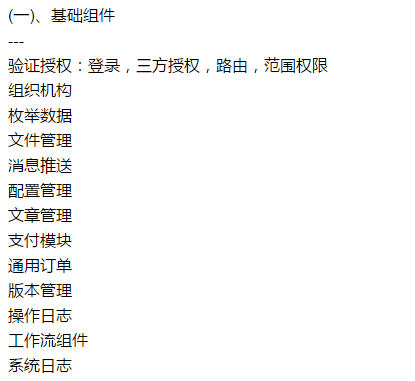 (一)、基础组件
---
验证授权：登录，三方授权，路由，范围权限
组织机构
枚举数据
文件管理
消息推送
配置管理
文章管理
支付模块
通用订单
版本管理
操作日志
工作流组件
系统日志